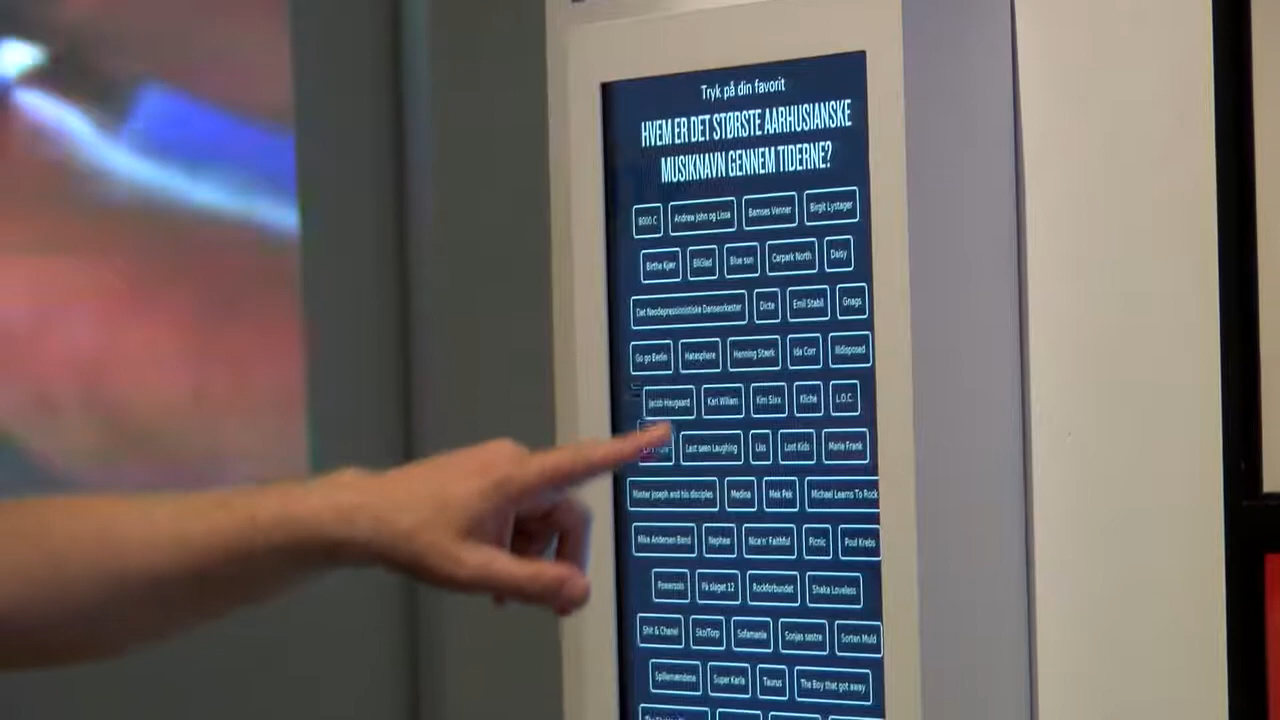 Tryk på din favorit
HVEM ER DET STØRSTE AARHUSIANSKE
MUSIKNAVN GENNEM TIDERNE?
8000 C Andrew John og Lissa Bamses Venner Birgit Lystager
Birthe Kjær BliGlad Blue sun Carpark North Daisy
Det Neodepressionistiske Danseorkester Dicte Emil Stabil Gnags
Go go Berlin Hatesphere Henning Stærk Ida Corr Illdisposed
Jacob Haugaard Karl William Kim Sixx Kliché L.O.C.
Last seen Laughing Liss Lost Kids Marie Frank
Mister Joseph and his disciples Medina Mek Pek Michael Learns To Rock
Mike Andersen Band Nephew Nice'n' Faithful Picnic Poul Krebs
Powersolo På slaget 12 Rockforbundet Shaka Loveless
Shit & Chanel Sko/Torp Sofamania Sonjas søstre Sorten Muld
Spillemændene Super Karla Taurus The Boy that got away